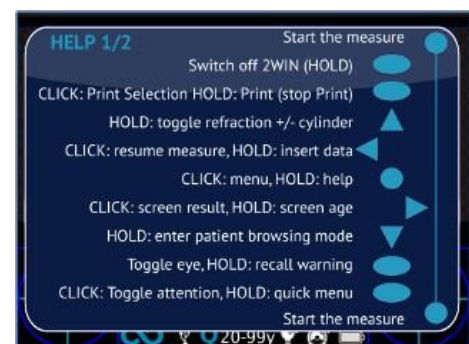 HELP 1/2
Start the measure
Switch off 2WIN (HOLD)
CLICK: Print Selection HOLD: Print (stop Print)
HOLD: toggle refraction +/- cylinder
CLICK: resume measure, HOLD: insert data
CLICK: menu, HOLD: help
CLICK: screen result, HOLD: screen age
HOLD: enter patient browsing mode
Toggle eye, HOLD: recall warning
CLICK: Toggle attention, HOLD: quick menu
Start the measure
20-99y